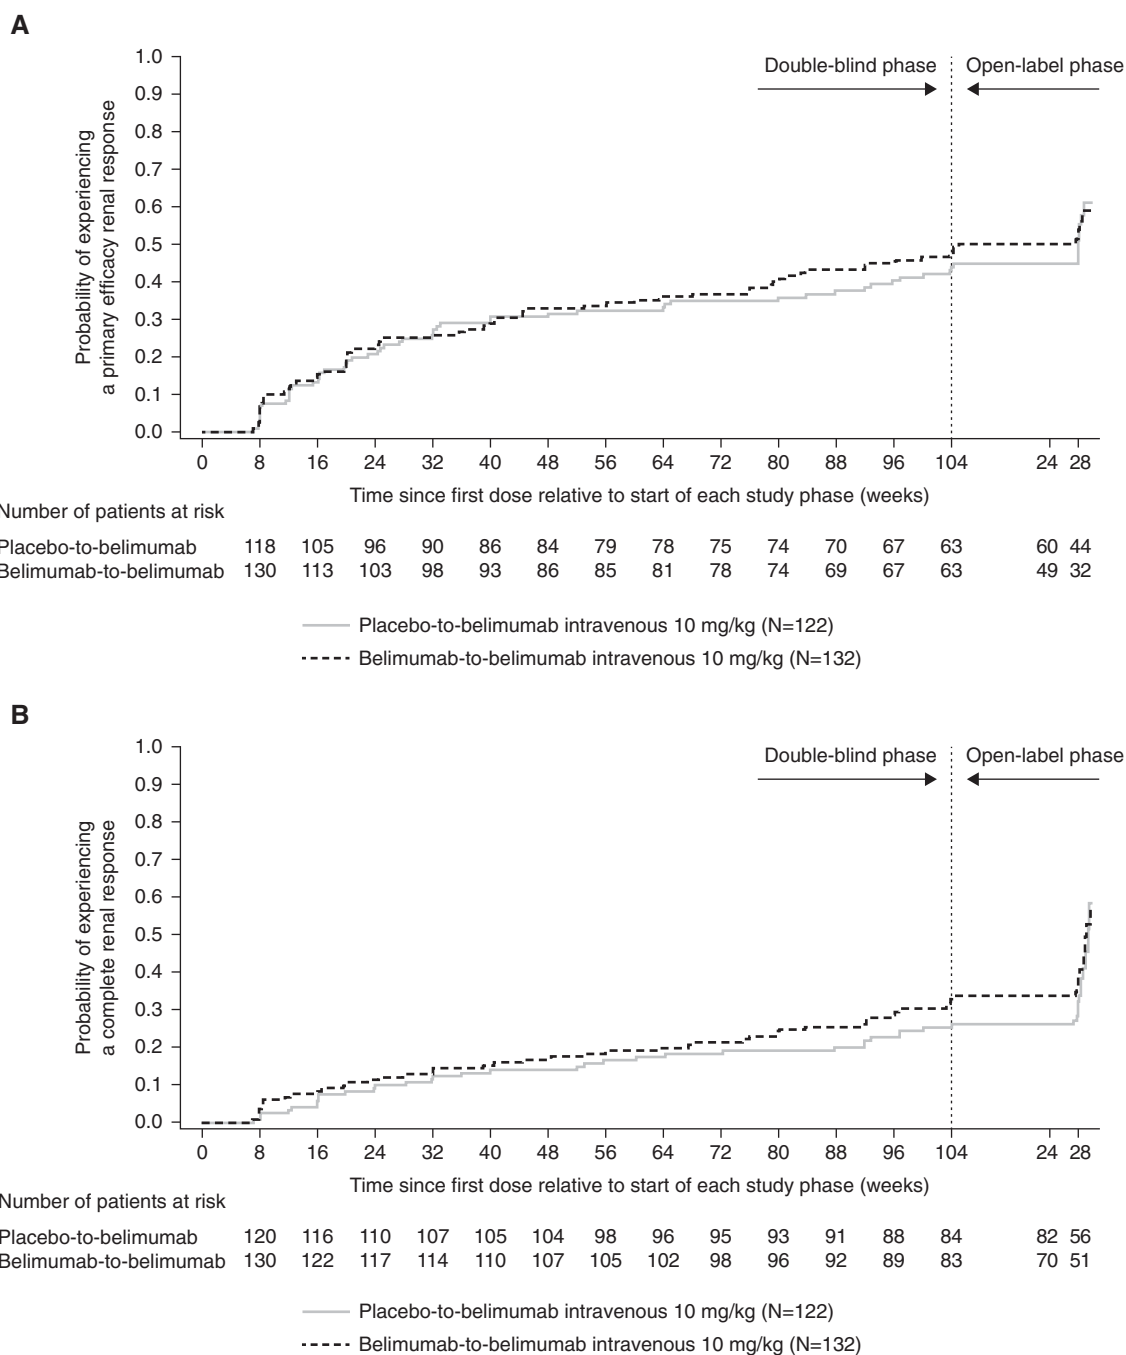 A
Double-blind phase Open-label phase
Probability of experiencing
a primary efficacy renal response
1.0
0.9
0.8
0.7
0.6
0.5
0.4
0.3
0.2
0.1
0.0
0 8 16 24 32 40 48 56 64 72 80 88 96 104 24 28
Time since first dose relative to start of each study phase (weeks)
Number of patients at risk
Placebo-to-belimumab 118 105 96 90 86 84 79 78 75 74 70 67 63 60 44
Belimumab-to-belimumab 130 113 103 98 93 86 85 81 78 74 69 67 63 49 32
Placebo-to-belimumab intravenous 10 mg/kg (N=122)
Belimumab-to-belimumab intravenous 10 mg/kg (N=132)
B
Double-blind phase Open-label phase
Probability of experiencing
a complete renal response
1.0
0.9
0.8
0.7
0.6
0.5
0.4
0.3
0.2
0.1
0.0
0 8 16 24 32 40 48 56 64 72 80 88 96 104 24 28
Time since first dose relative to start of each study phase (weeks)
Number of patients at risk
Placebo-to-belimumab 120 116 110 107 105 104 98 96 95 93 91 88 84 82 56
Belimumab-to-belimumab 130 122 117 114 110 107 105 102 98 96 92 89 83 70 51
Placebo-to-belimumab intravenous 10 mg/kg (N=122)
Belimumab-to-belimumab intravenous 10 mg/kg (N=132)